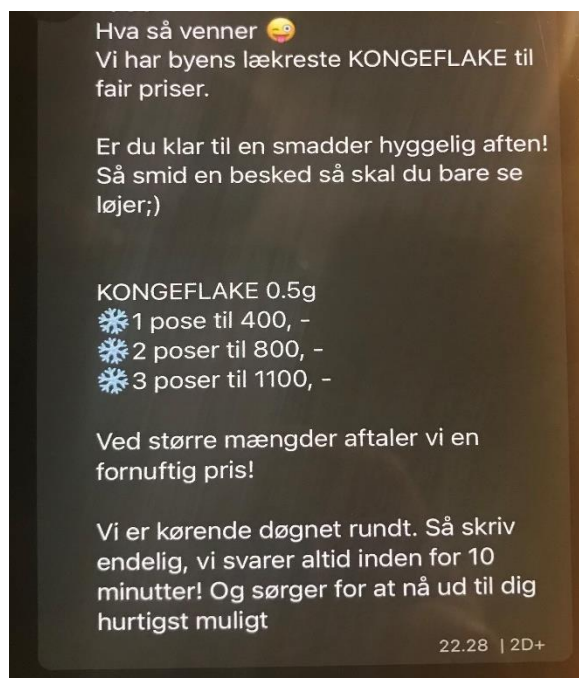 Hva så venner 😜
Vi har byens lækreste KONGEFLAKE til
fair priser.
Er du klar til en smadder hyggelig aften!
Så smid en besked så skal du bare se
løjer;)
KONGEFLAKE 0.5g
❄️1 pose til 400, -
❄️2 poser til 800, -
❄️3 poser til 1100, -
Ved større mængder aftaler vi en
fornuftig pris!
Vi er kørende døgnet rundt. Så skriv
endelig, vi svarer altid inden for 10
minutter! Og sørger for at nå ud til dig
hurtigst muligt
22.28 | 2D+